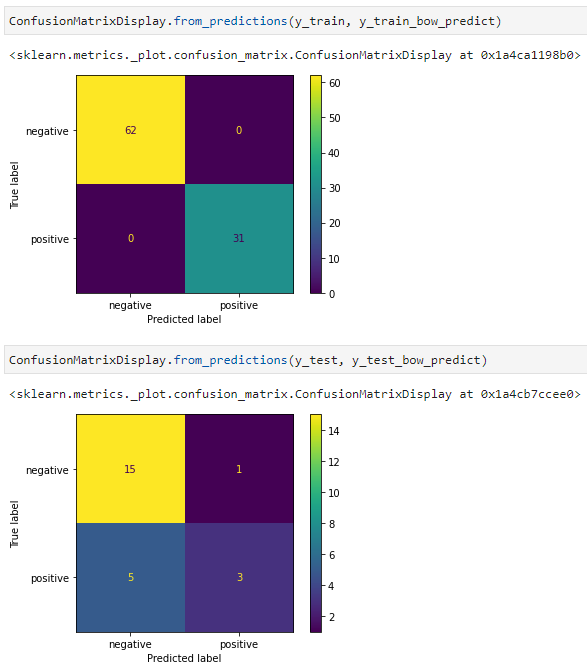 ConfusionMatrixDisplay.from_predictions(y_train, y_train_bow_predict)
<sklearn.metrics._plot.confusion_matrix.ConfusionMatrixDisplay at 0x1a4ca1198b0>
negative
positive
True label
62
0
0
31
negative
positive
Predicted label
60
50
40
30
20
10
0
ConfusionMatrixDisplay.from_predictions(y_test, y_test_bow_predict)
<sklearn.metrics._plot.confusion_matrix.ConfusionMatrixDisplay at 0x1a4cb7ccee0>
negative
positive
True label
15
1
5
3
negative
positive
Predicted label
14
12
10
8
6
4
2